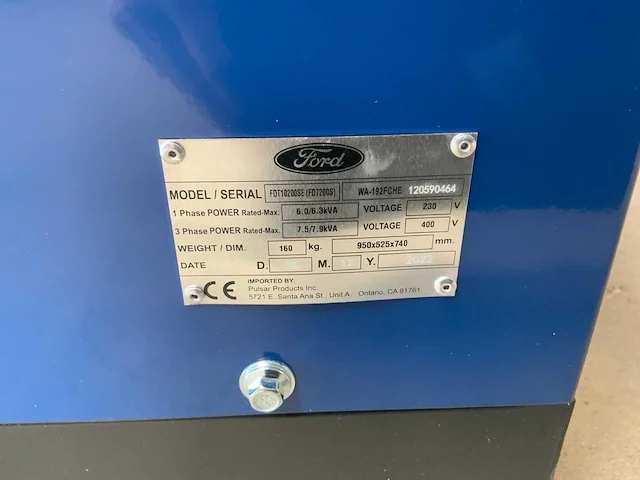 Ford
MODEL / SERIAL FDT10200SE (FD7200S) WA-192FCHE 120590464
1 Phase POWER Rated-Max. 6.0/6.3kVA VOLTAGE 230 V
3 Phase POWER Rated-Max. 7.5/7.9kVA VOLTAGE 400 V
WEIGHT / DIM. 160 kg. 950x525x740 mm.
DATE D. M. 12 Y.
CE
IMPORTED BY:
Pulsar Products Inc.
5721 E. Santa Ana St., Unit A. Ontario, CA 91761